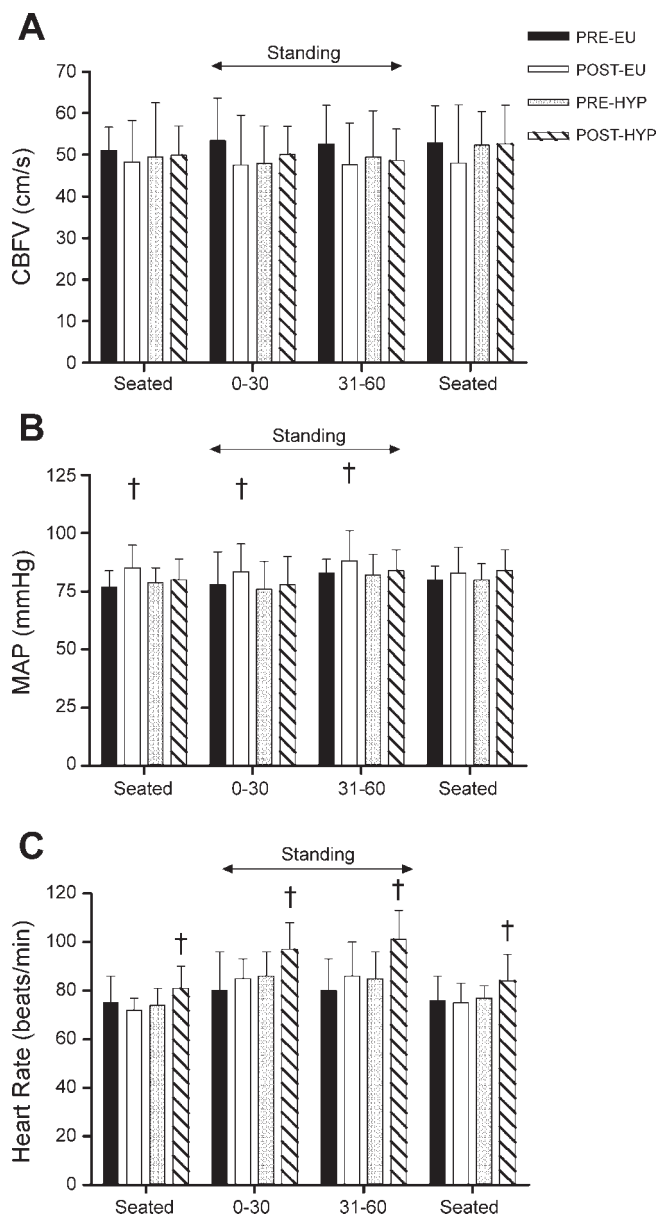 A
Standing
PRE-EU
POST-EU
PRE-HYP
POST-HYP
CBFV (cm/s)
70
60
50
40
30
20
10
0
Seated
0-30
31-60
Seated
B
Standing
MAP (mmHg)
125
100
75
50
25
0
†
†
†
Seated
0-30
31-60
Seated
C
Standing
Heart Rate (beats/min)
120
100
80
60
40
20
0
†
†
†
†
Seated
0-30
31-60
Seated